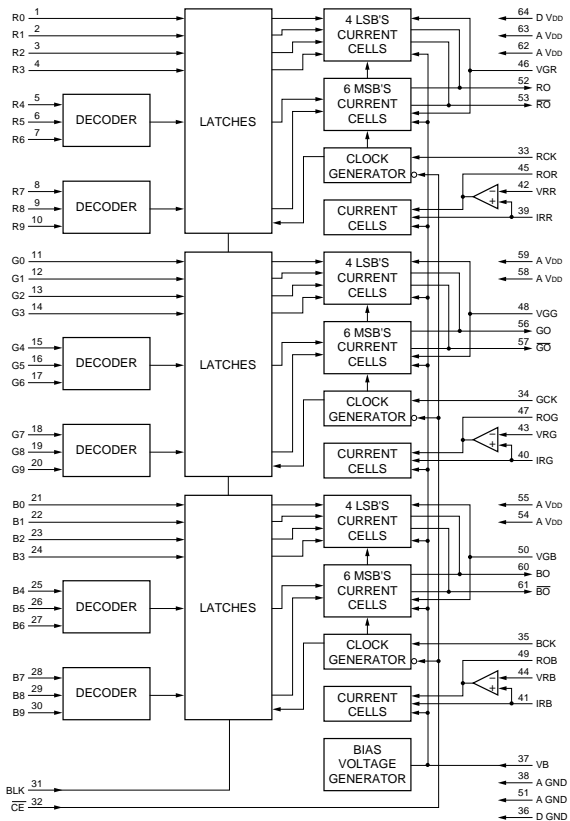 R0 1
R1 2
R2 3
R3 4
R4 5
R5 6
R6 7
DECODER
R7 8
R8 9
R9 10
DECODER
LATCHES
4 LSB'S
CURRENT
CELLS
6 MSB'S
CURRENT
CELLS
CLOCK
GENERATOR
CURRENT
CELLS
64 D VDD
63 A VDD
62 A VDD
46 VGR
52 RO
53 R̅O̅
33 RCK
45 ROR
42 VRR
39 IRR
−
+
G0 11
G1 12
G2 13
G3 14
G4 15
G5 16
G6 17
DECODER
G7 18
G8 19
G9 20
DECODER
LATCHES
4 LSB'S
CURRENT
CELLS
6 MSB'S
CURRENT
CELLS
CLOCK
GENERATOR
CURRENT
CELLS
59 A VDD
58 A VDD
48 VGG
56 GO
57 G̅O̅
34 GCK
47 ROG
43 VRG
40 IRG
−
+
B0 21
B1 22
B2 23
B3 24
B4 25
B5 26
B6 27
DECODER
B7 28
B8 29
B9 30
DECODER
LATCHES
4 LSB'S
CURRENT
CELLS
6 MSB'S
CURRENT
CELLS
CLOCK
GENERATOR
CURRENT
CELLS
55 A VDD
54 A VDD
50 VGB
60 BO
61 B̅O̅
35 BCK
49 ROB
44 VRB
41 IRB
−
+
BLK 31
C̅E̅ 32
BIAS
VOLTAGE
GENERATOR
37 VB
38 A GND
51 A GND
36 D GND